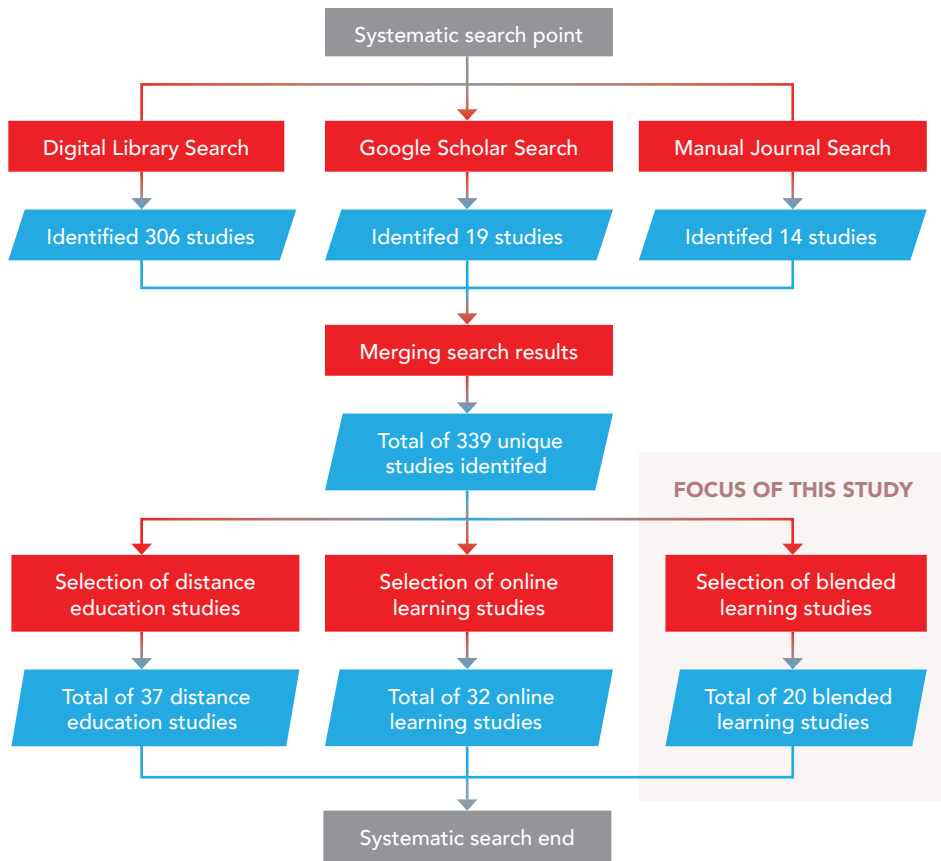 Systematic search point
Digital Library Search
Google Scholar Search
Manual Journal Search
Identified 306 studies
Identifed 19 studies
Identifed 14 studies
Merging search results
Total of 339 unique
studies identifed
FOCUS OF THIS STUDY
Selection of distance
education studies
Selection of online
learning studies
Selection of blended
learning studies
Total of 37 distance
education studies
Total of 32 online
learning studies
Total of 20 blended
learning studies
Systematic search end